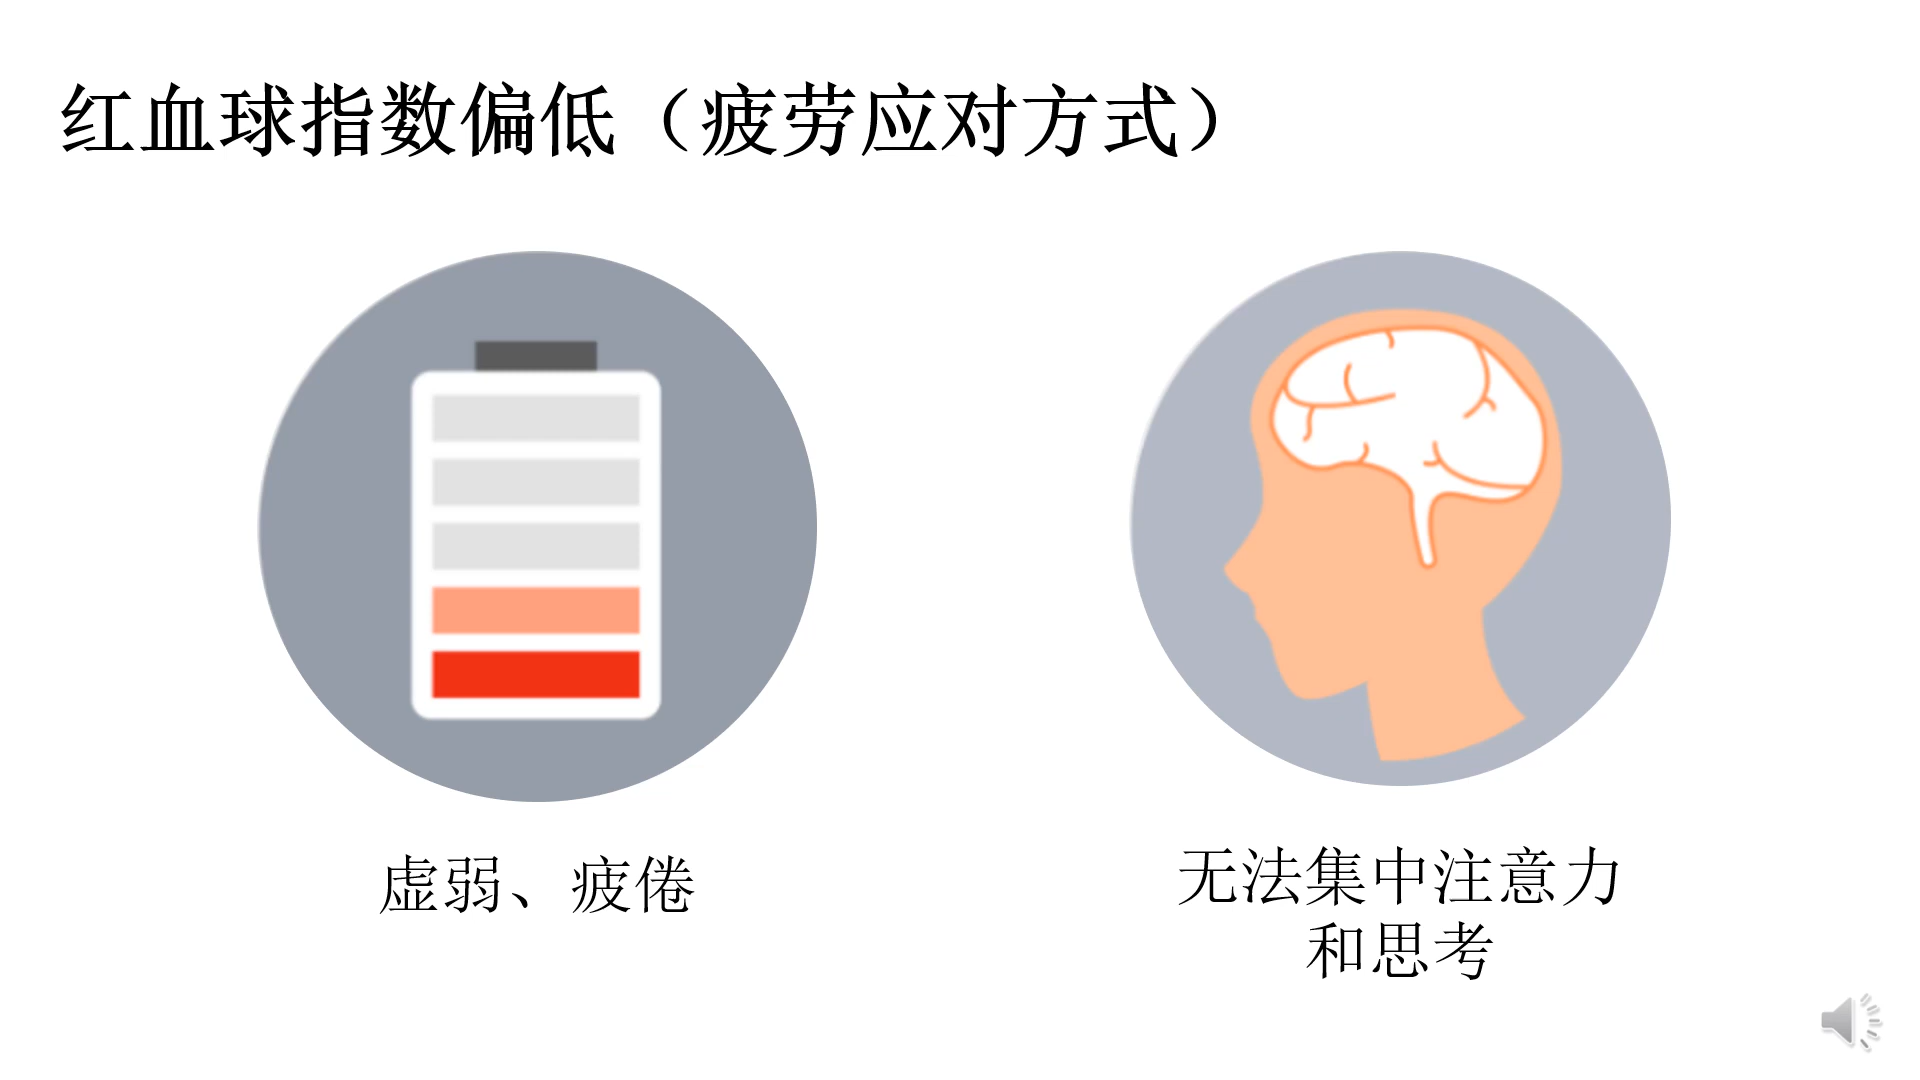 红血球指数偏低（疲劳应对方式）
虚弱、疲倦
无法集中注意力
和思考